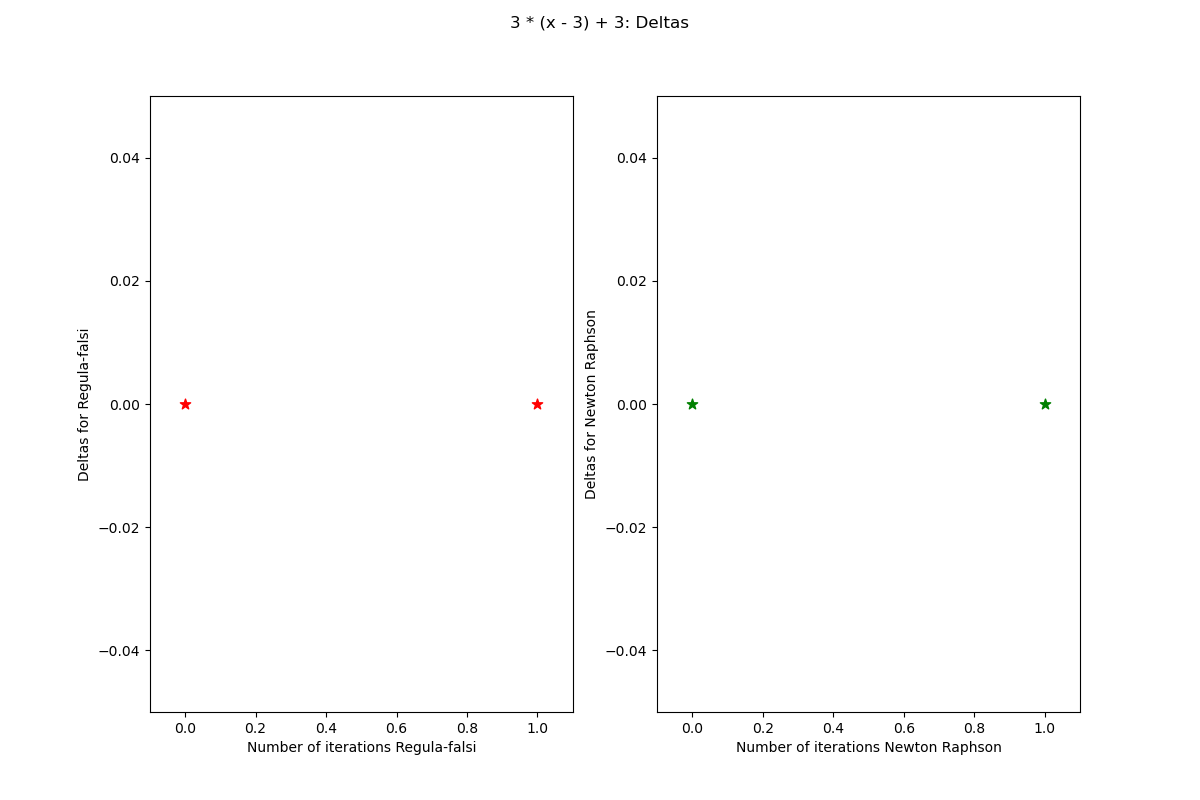 3 * (x - 3) + 3: Deltas
Deltas for Regula-falsi
0.04
0.02
0.00
−0.02
−0.04
0.0 0.2 0.4 0.6 0.8 1.0
Number of iterations Regula-falsi
Deltas for Newton Raphson
0.04
0.02
0.00
−0.02
−0.04
0.0 0.2 0.4 0.6 0.8 1.0
Number of iterations Newton Raphson